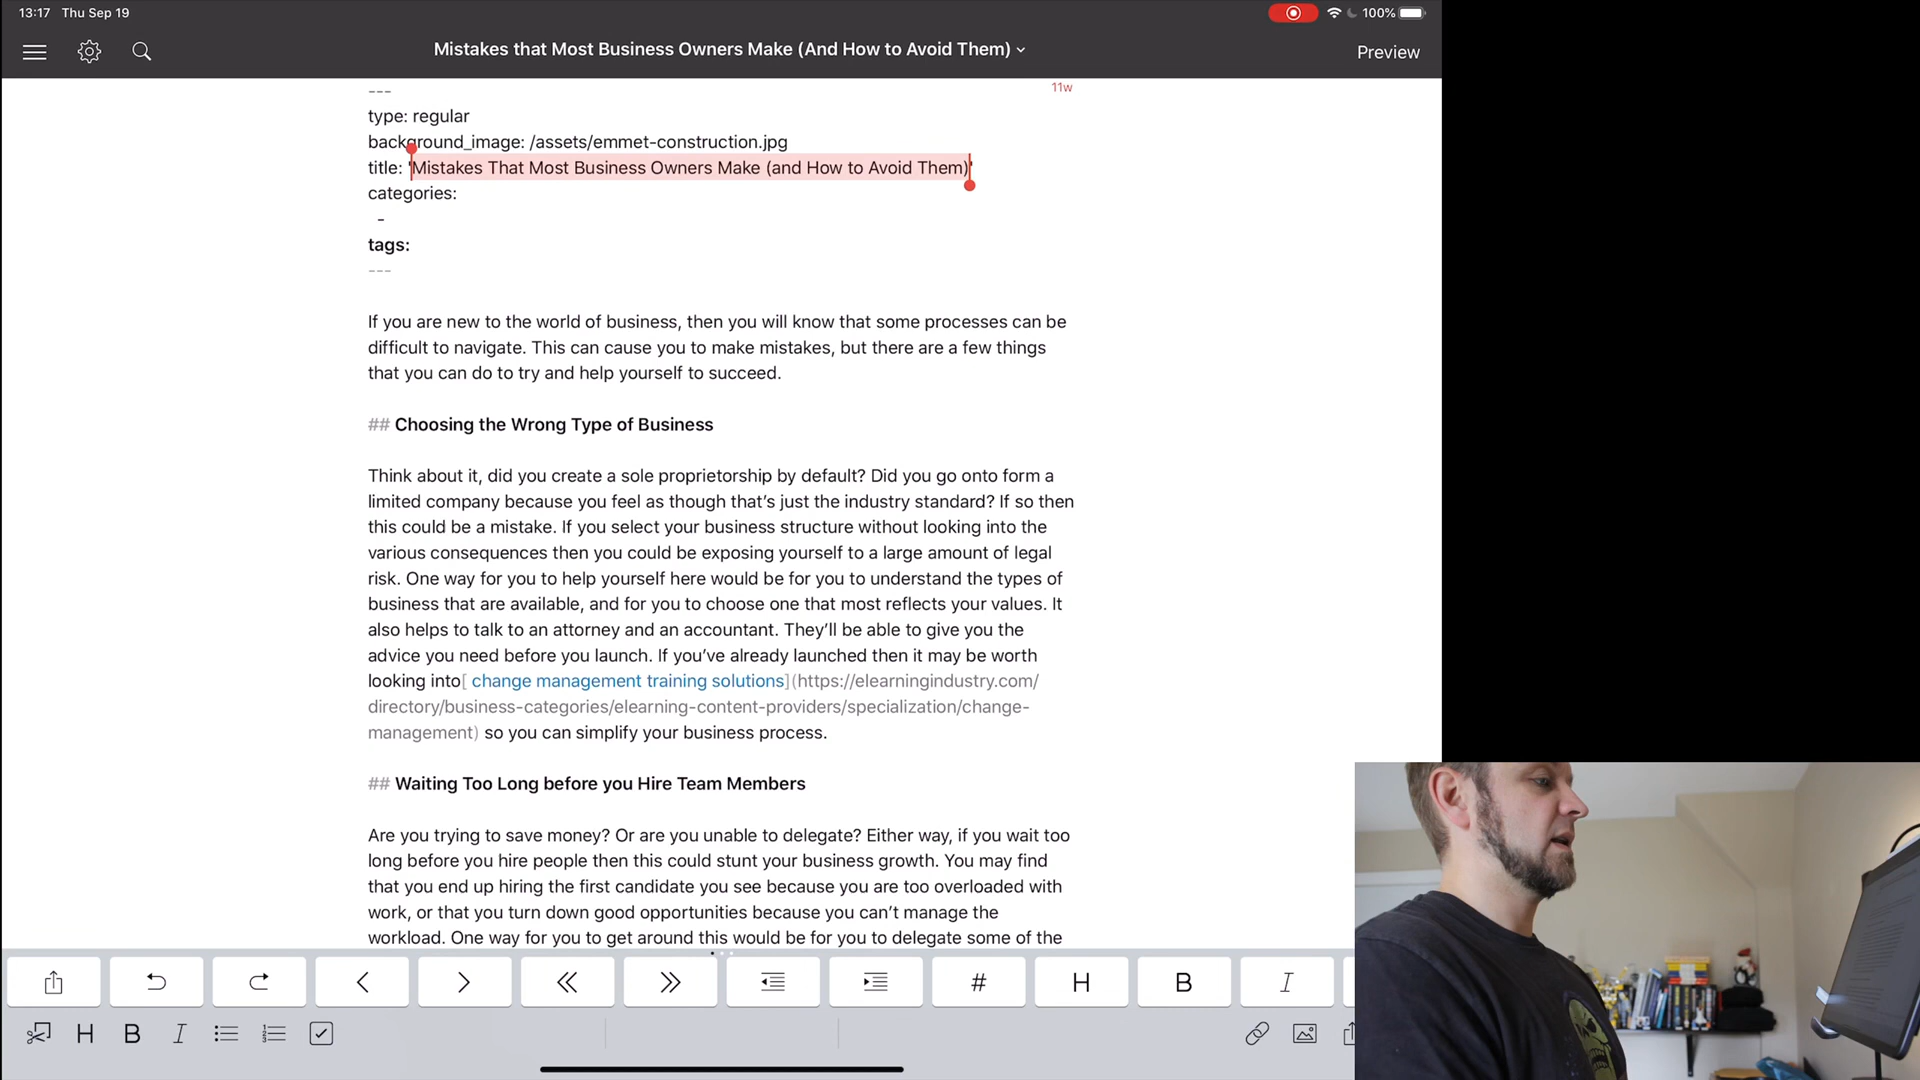 13:17 Thu Sep 19
100%
Mistakes that Most Business Owners Make (And How to Avoid Them)
Preview
---
11w
type: regular
background_image: /assets/emmet-construction.jpg
title: 'Mistakes That Most Business Owners Make (and How to Avoid Them)'
categories:
-
tags:
---
If you are new to the world of business, then you will know that some processes can be
difficult to navigate. This can cause you to make mistakes, but there are a few things
that you can do to try and help yourself to succeed.
## Choosing the Wrong Type of Business
Think about it, did you create a sole proprietorship by default? Did you go onto form a
limited company because you feel as though that’s just the industry standard? If so then
this could be a mistake. If you select your business structure without looking into the
various consequences then you could be exposing yourself to a large amount of legal
risk. One way for you to help yourself here would be for you to understand the types of
business that are available, and for you to choose one that most reflects your values. It
also helps to talk to an attorney and an accountant. They’ll be able to give you the
advice you need before you launch. If you’ve already launched then it may be worth
looking into[ change management training solutions](https://elearningindustry.com/
directory/business-categories/elearning-content-providers/specialization/change-
management) so you can simplify your business process.
## Waiting Too Long before you Hire Team Members
Are you trying to save money? Or are you unable to delegate? Either way, if you wait too
long before you hire people then this could stunt your business growth. You may find
that you end up hiring the first candidate you see because you are too overloaded with
work, or that you turn down good opportunities because you can’t manage the
workload. One way for you to get around this would be for you to delegate some of the
# H B I
H B I